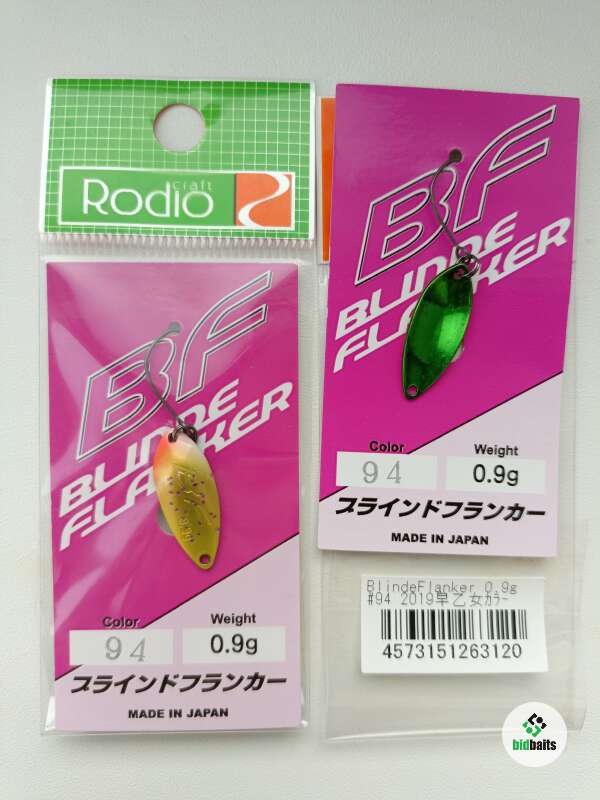 craft
Rodio
BF
BLINDE
FLANKER
Color
94
Weight
0.9g
ブラインドフランカー
MADE IN JAPAN
BF
BLINDE
FLANKER
Color
94
Weight
0.9g
ブラインドフランカー
MADE IN JAPAN
BlindeFlanker 0.9g
#94 2019早乙女ｶﾗｰ
4573151263120
bidbaits